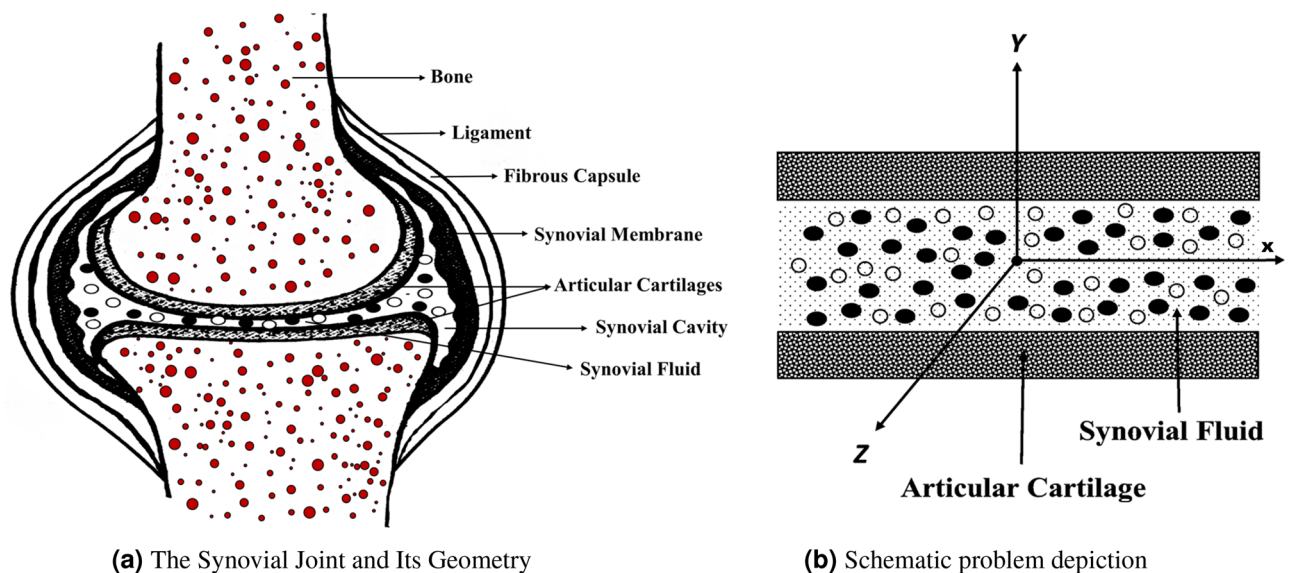 Bone
Ligament
Fibrous Capsule
Synovial Membrane
Articular Cartilages
Synovial Cavity
Synovial Fluid
(a) The Synovial Joint and Its Geometry
Y
x
Z
Synovial Fluid
Articular Cartilage
(b) Schematic problem depiction